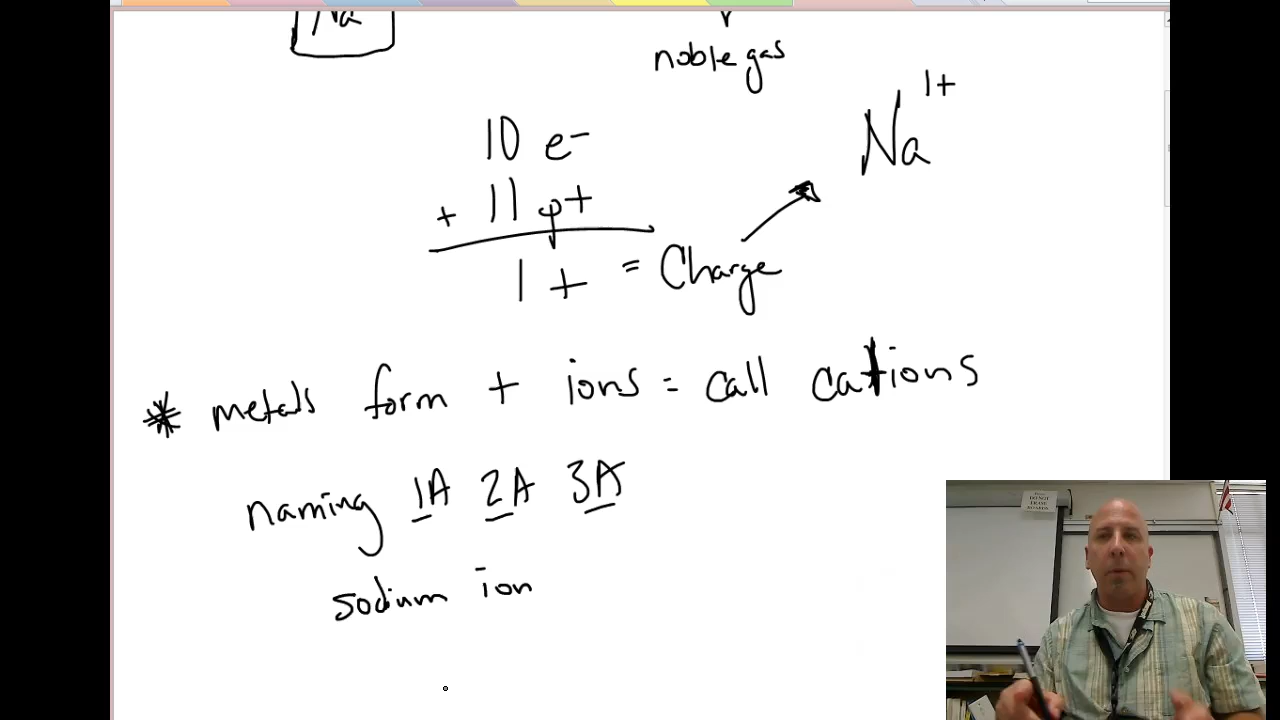 Na
noble gas
1+
Na
10 e-
+ 11 p+
1 + = Charge
* metals form + ions = call cations
naming 1A 2A 3A
sodium ion